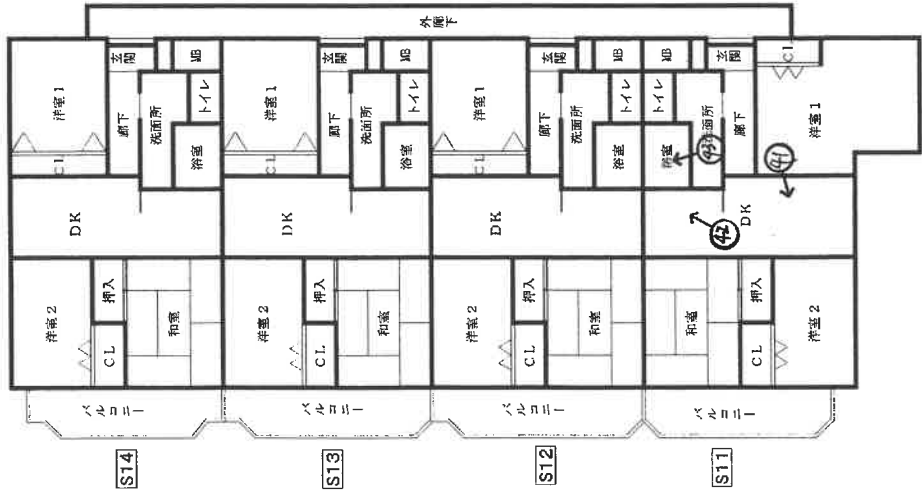 外廊下
洋室1
玄関
MB
廊下
洗面所
トイレ
CL
浴室
DK
洋室2
押入
CL
和室
バルコニー
S14
洋室1
玄関
MB
廊下
洗面所
トイレ
CL
浴室
DK
洋室2
押入
CL
和室
バルコニー
S13
洋室1
玄関
MB
廊下
洗面所
トイレ
CL
浴室
DK
洋室2
押入
CL
和室
バルコニー
S12
MB
玄関
CL
トイレ
洗面所
廊下
洋室1
浴室
43
41
42
DK
和室
押入
CL
洋室2
バルコニー
S11